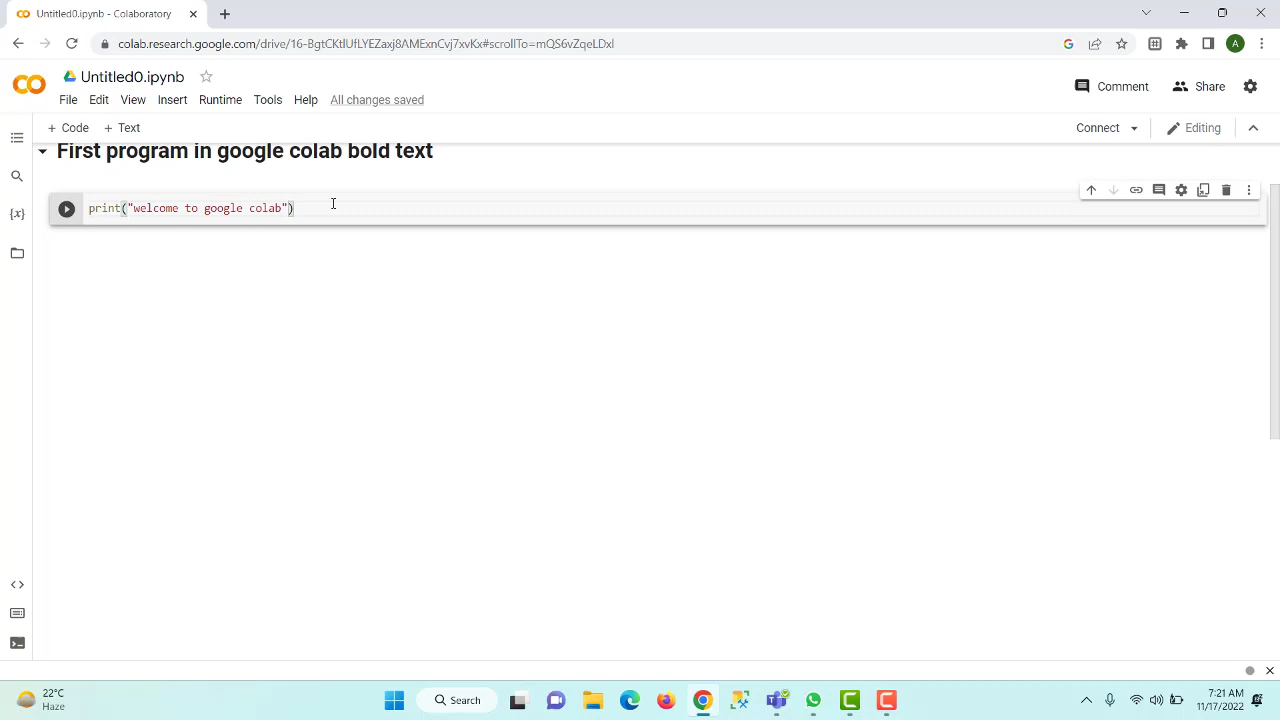 Untitled0.ipynb - Colaboratory
colab.research.google.com/drive/16-BgtCKtIUfLYEZaxj8AMExnCvj7xvKx#scrollTo=mQS6vZqeLDxl
Untitled0.ipynb
Comment
Share
File Edit View Insert Runtime Tools Help All changes saved
+ Code + Text
Connect
Editing
First program in google colab bold text
print("welcome to google colab")
22°C
Haze
Search
7:21 AM
11/17/2022